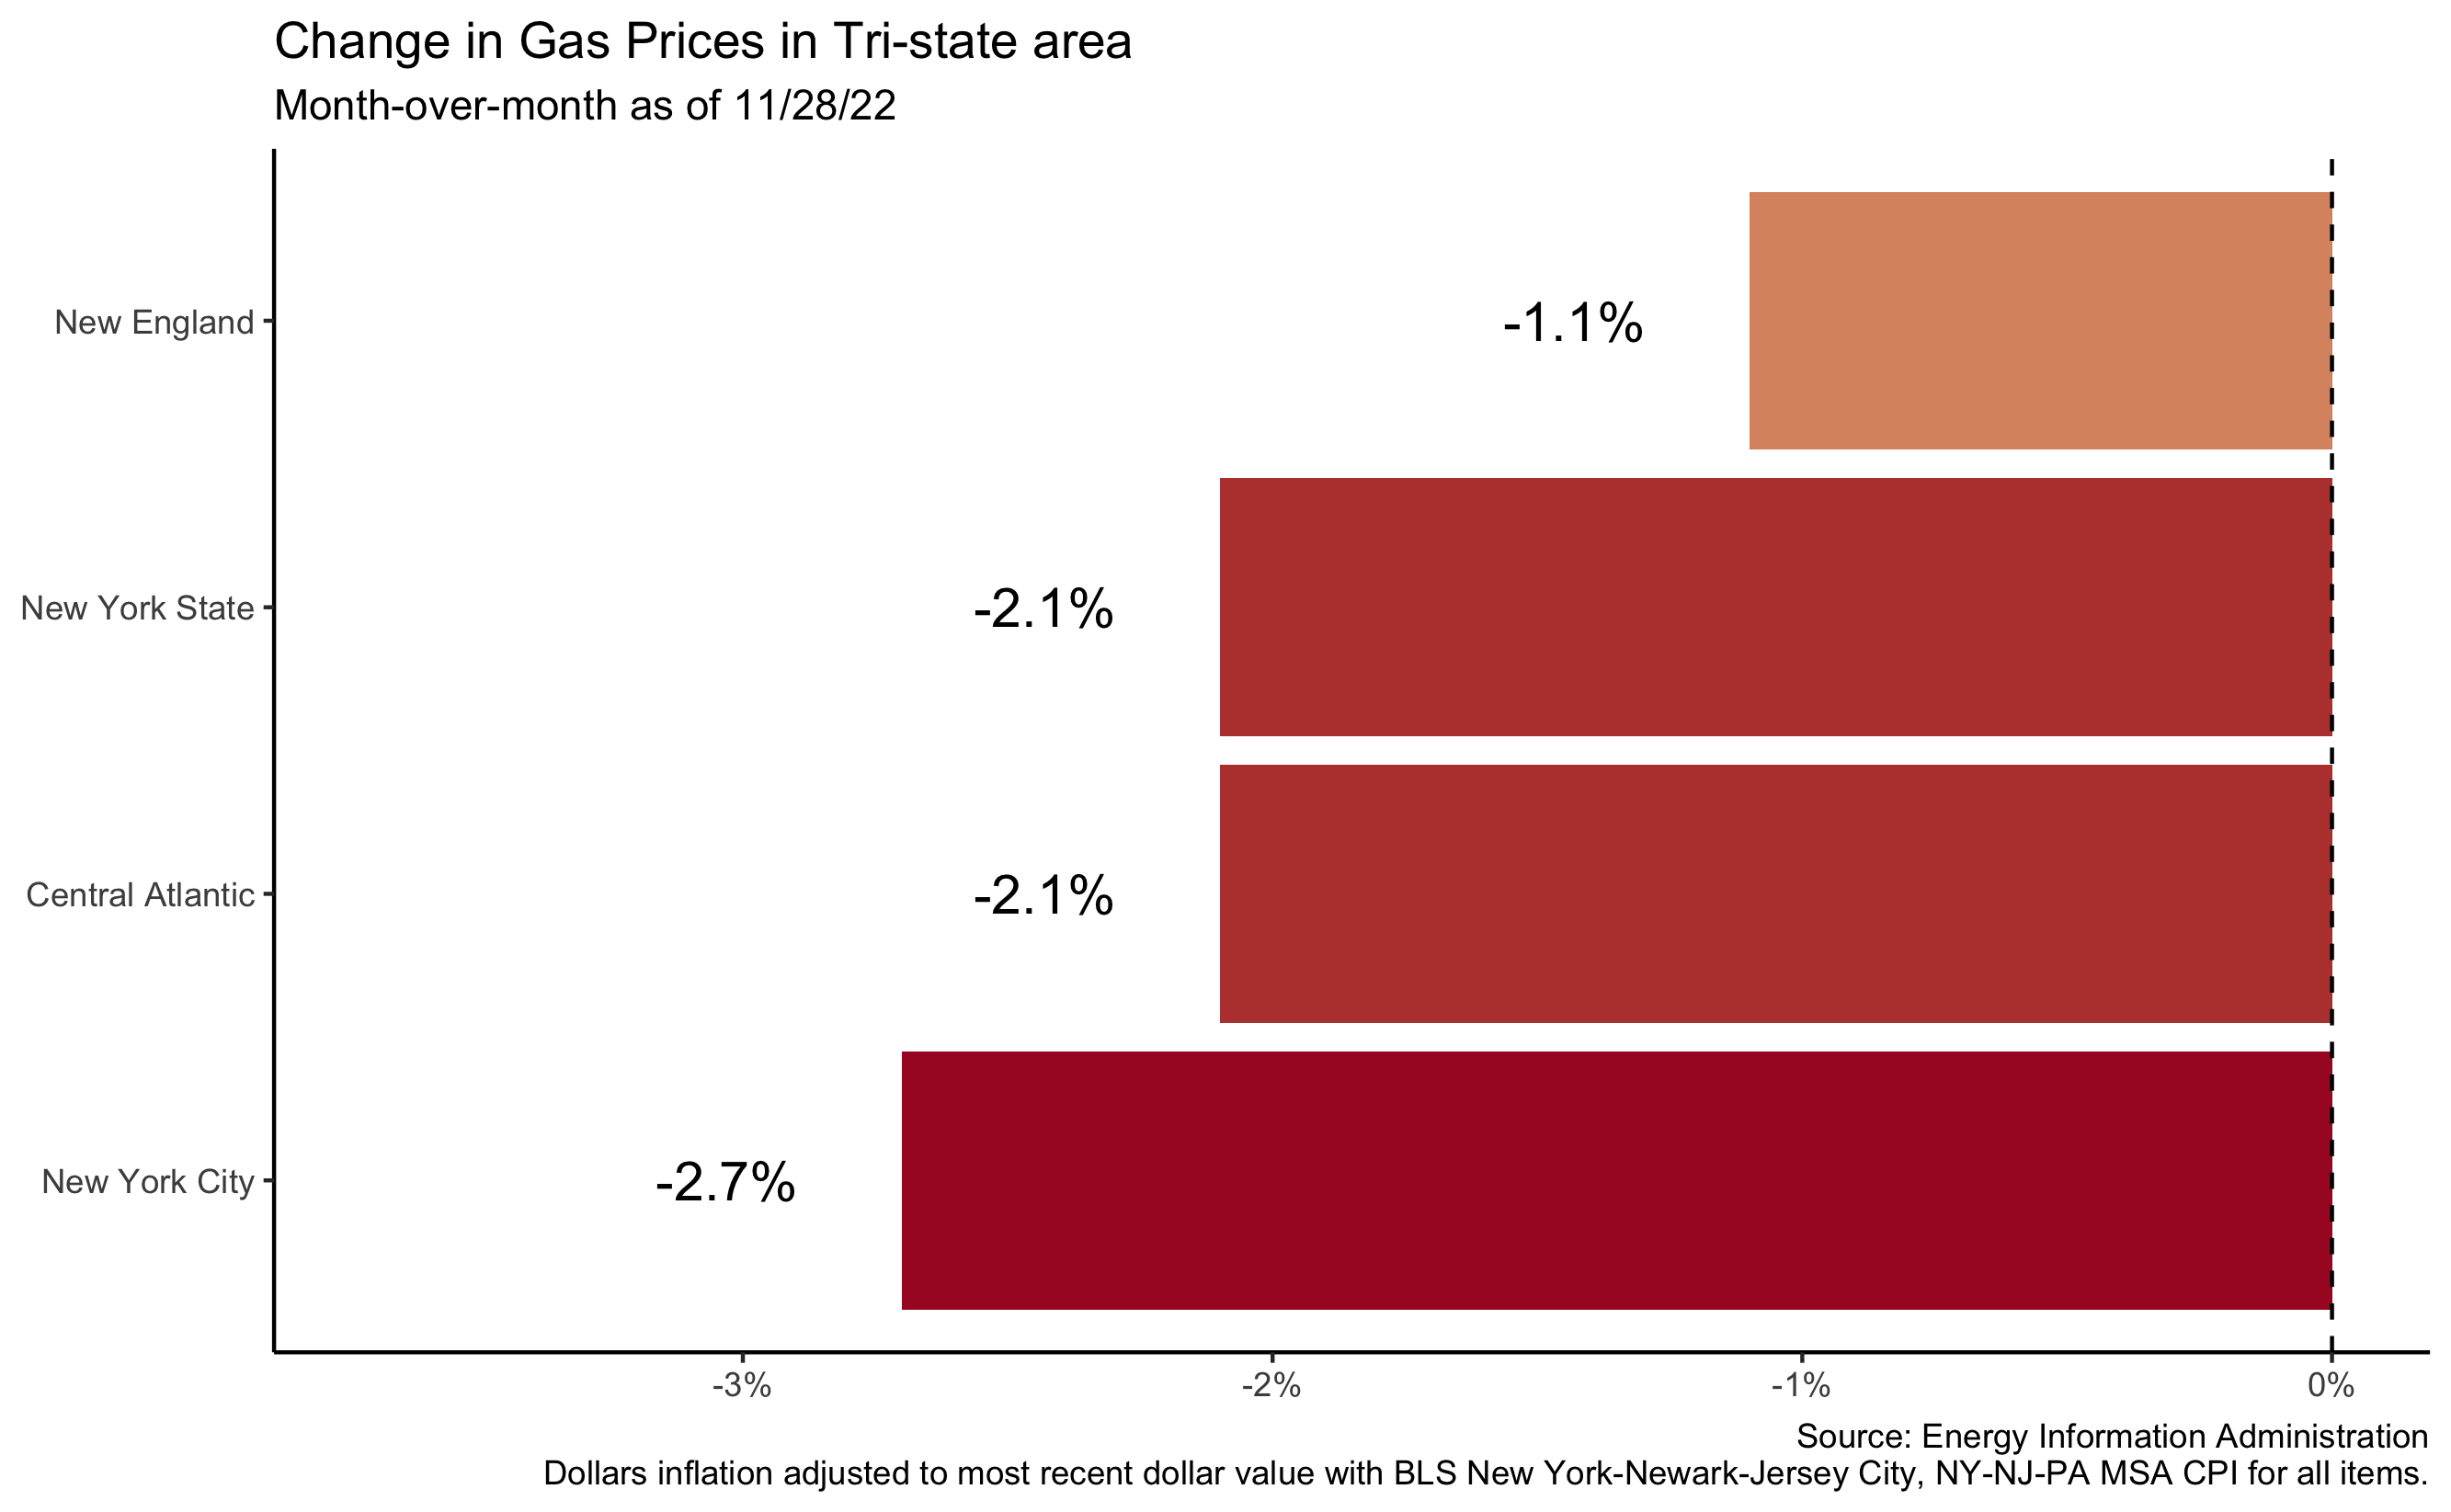 Change in Gas Prices in Tri-state area
Month-over-month as of 11/28/22
New England
-1.1%
New York State
-2.1%
Central Atlantic
-2.1%
New York City
-2.7%
-3%
-2%
-1%
0%
Source: Energy Information Administration
Dollars inflation adjusted to most recent dollar value with BLS New York-Newark-Jersey City, NY-NJ-PA MSA CPI for all items.